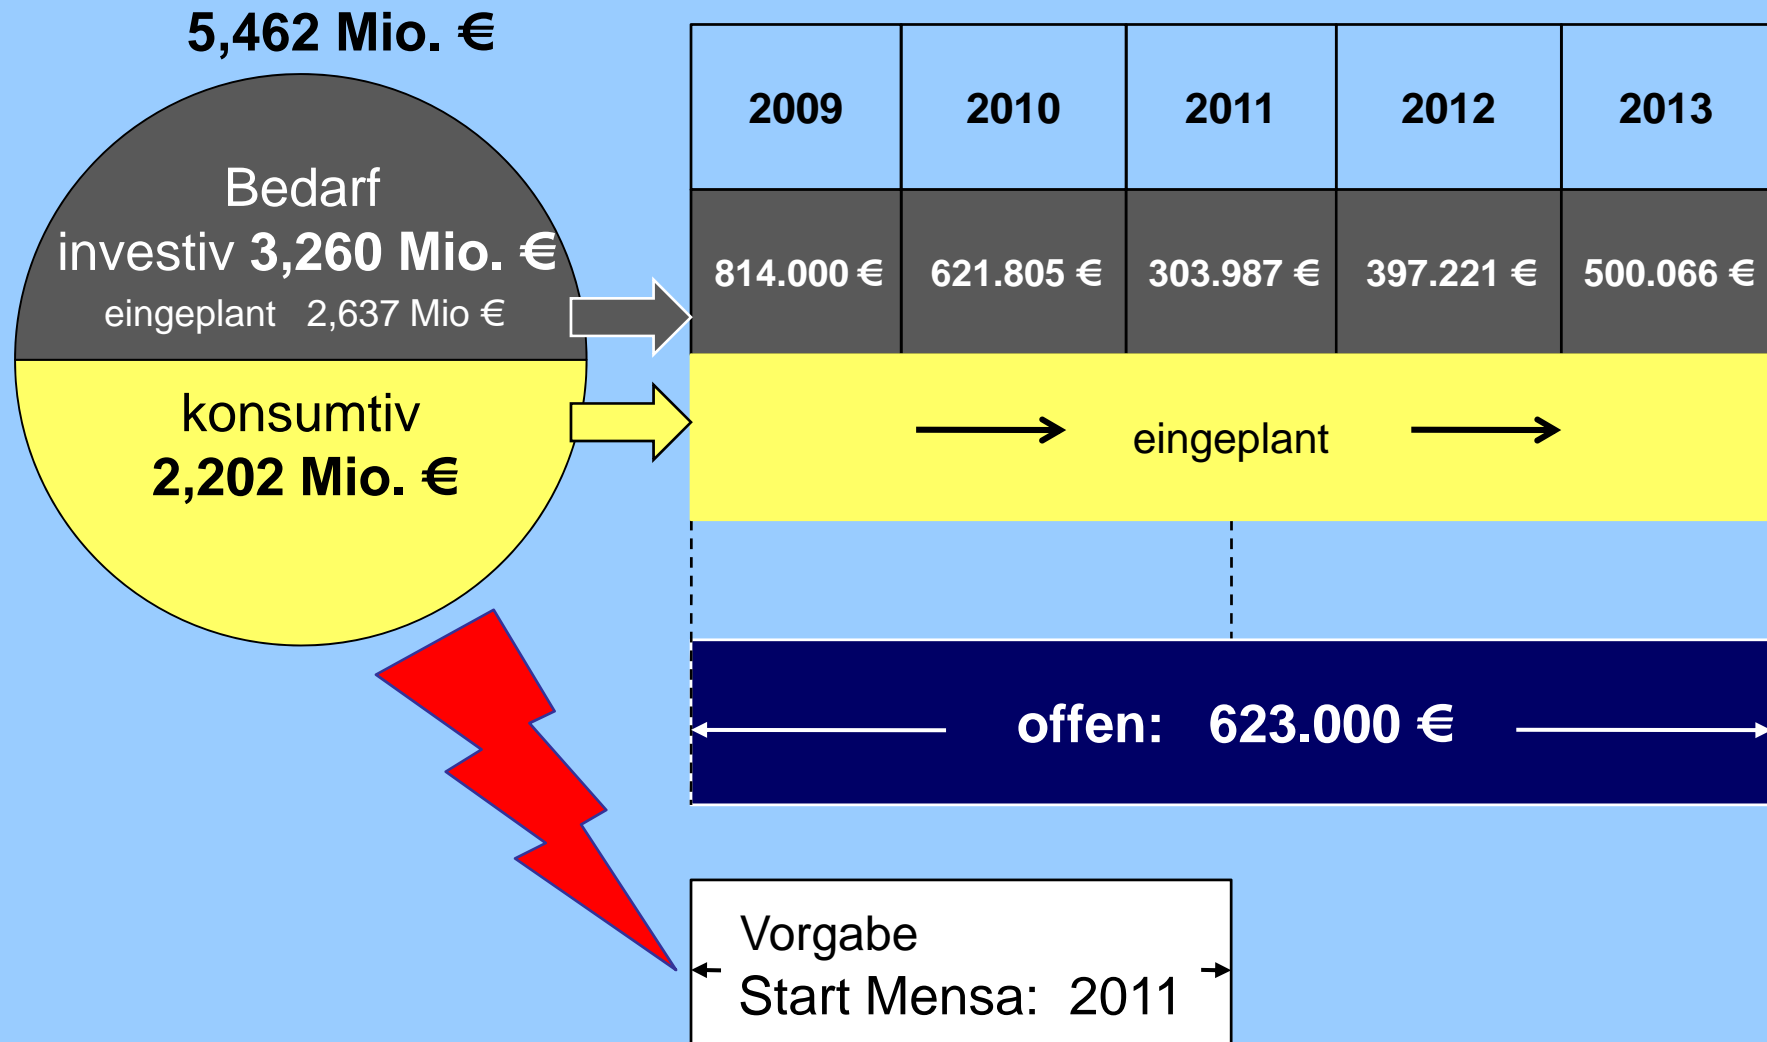 5,462 Mio. €
Bedarf
investiv 3,260 Mio. €
eingeplant 2,637 Mio €
konsumtiv
2,202 Mio. €
2009 2010 2011 2012 2013
814.000 € 621.805 € 303.987 € 397.221 € 500.066 €
eingeplant
offen: 623.000 €
Vorgabe
Start Mensa: 2011